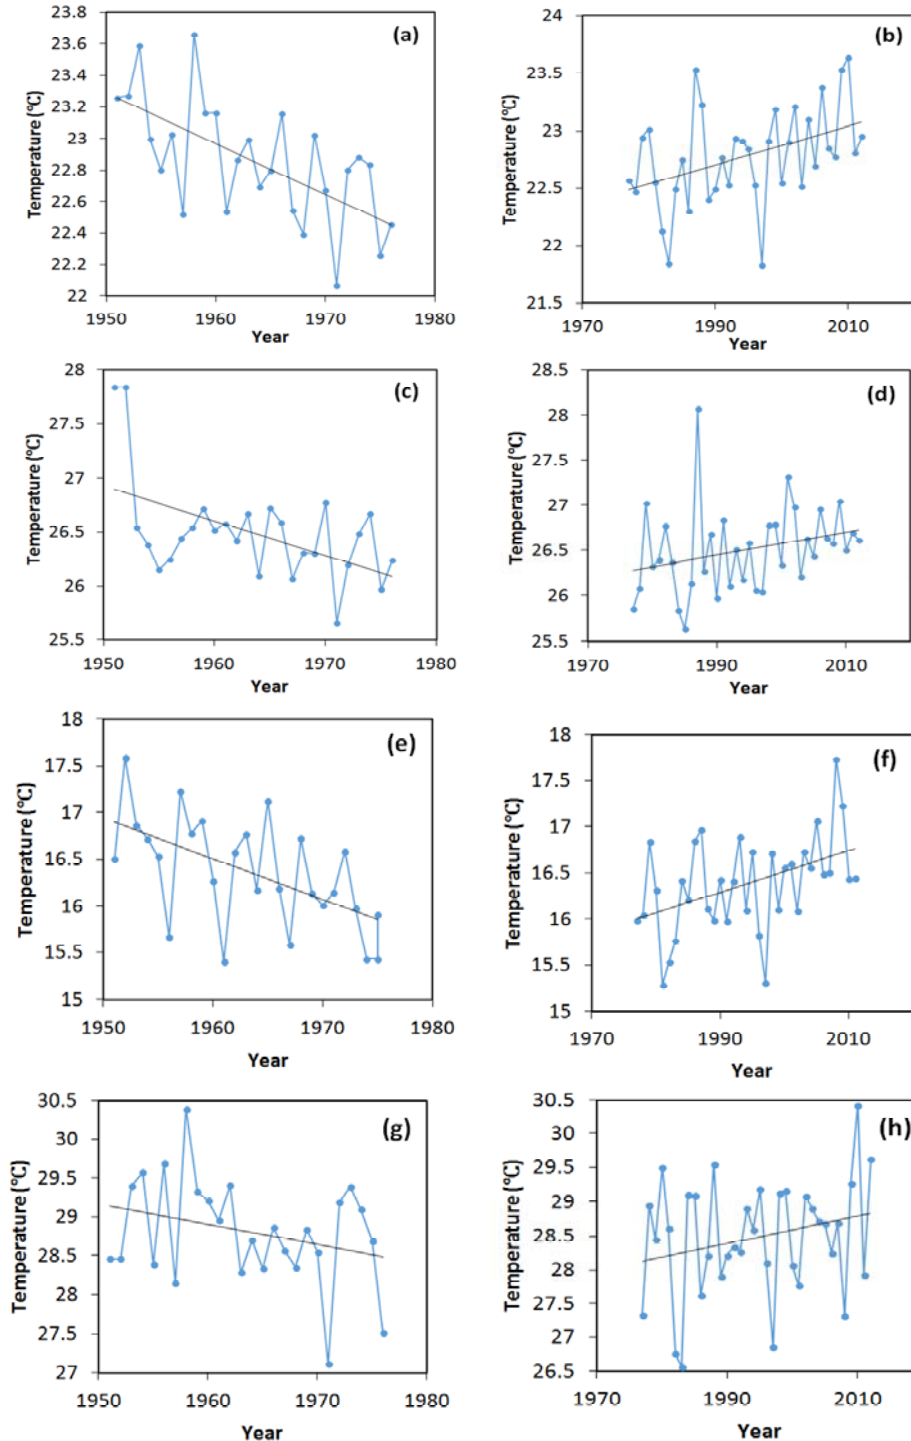 (a)
Temperature (℃)
23.8
23.6
23.4
23.2
23
22.8
22.6
22.4
22.2
22
1950 1960 1970 1980
Year
(b)
Temperature (℃)
24
23.5
23
22.5
22
21.5
1970 1990 2010
Year
(c)
Temperature (℃)
28
27.5
27
26.5
26
25.5
1950 1960 1970 1980
Year
(d)
Temperature (℃)
28.5
28
27.5
27
26.5
26
25.5
1970 1990 2010
Year
(e)
Temperature (℃)
18
17.5
17
16.5
16
15.5
15
1950 1960 1970 1980
Year
(f)
Temperature (℃)
18
17.5
17
16.5
16
15.5
15
1970 1990 2010
Year
(g)
Temperature (℃)
30.5
30
29.5
29
28.5
28
27.5
27
1950 1960 1970 1980
Year
(h)
Temperature (℃)
30.5
30
29.5
29
28.5
28
27.5
27
26.5
1970 1990 2010
Year